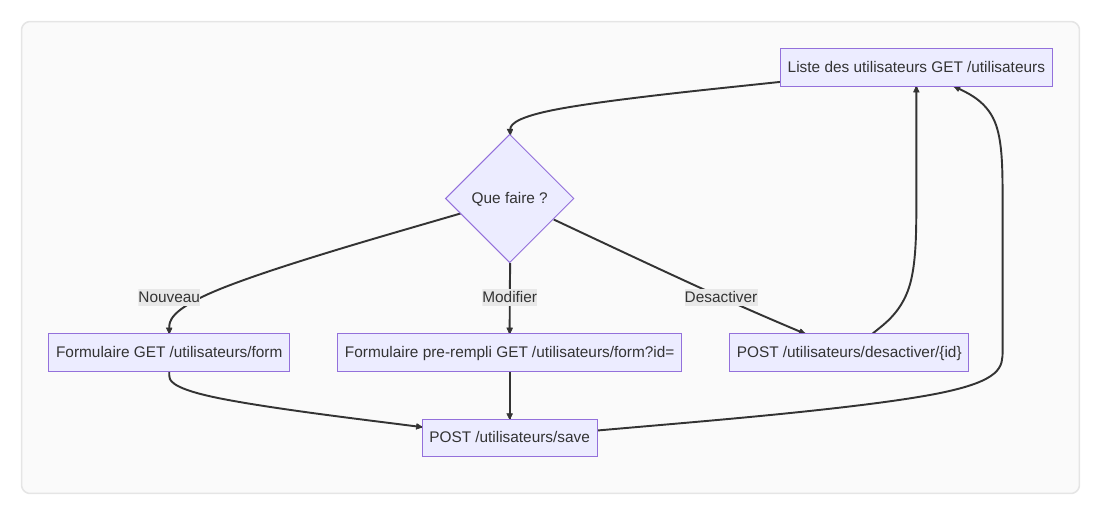 Liste des utilisateurs GET /utilisateurs
Que faire ?
Nouveau
Modifier
Desactiver
Formulaire GET /utilisateurs/form
Formulaire pre-rempli GET /utilisateurs/form?id=
POST /utilisateurs/desactiver/{id}
POST /utilisateurs/save